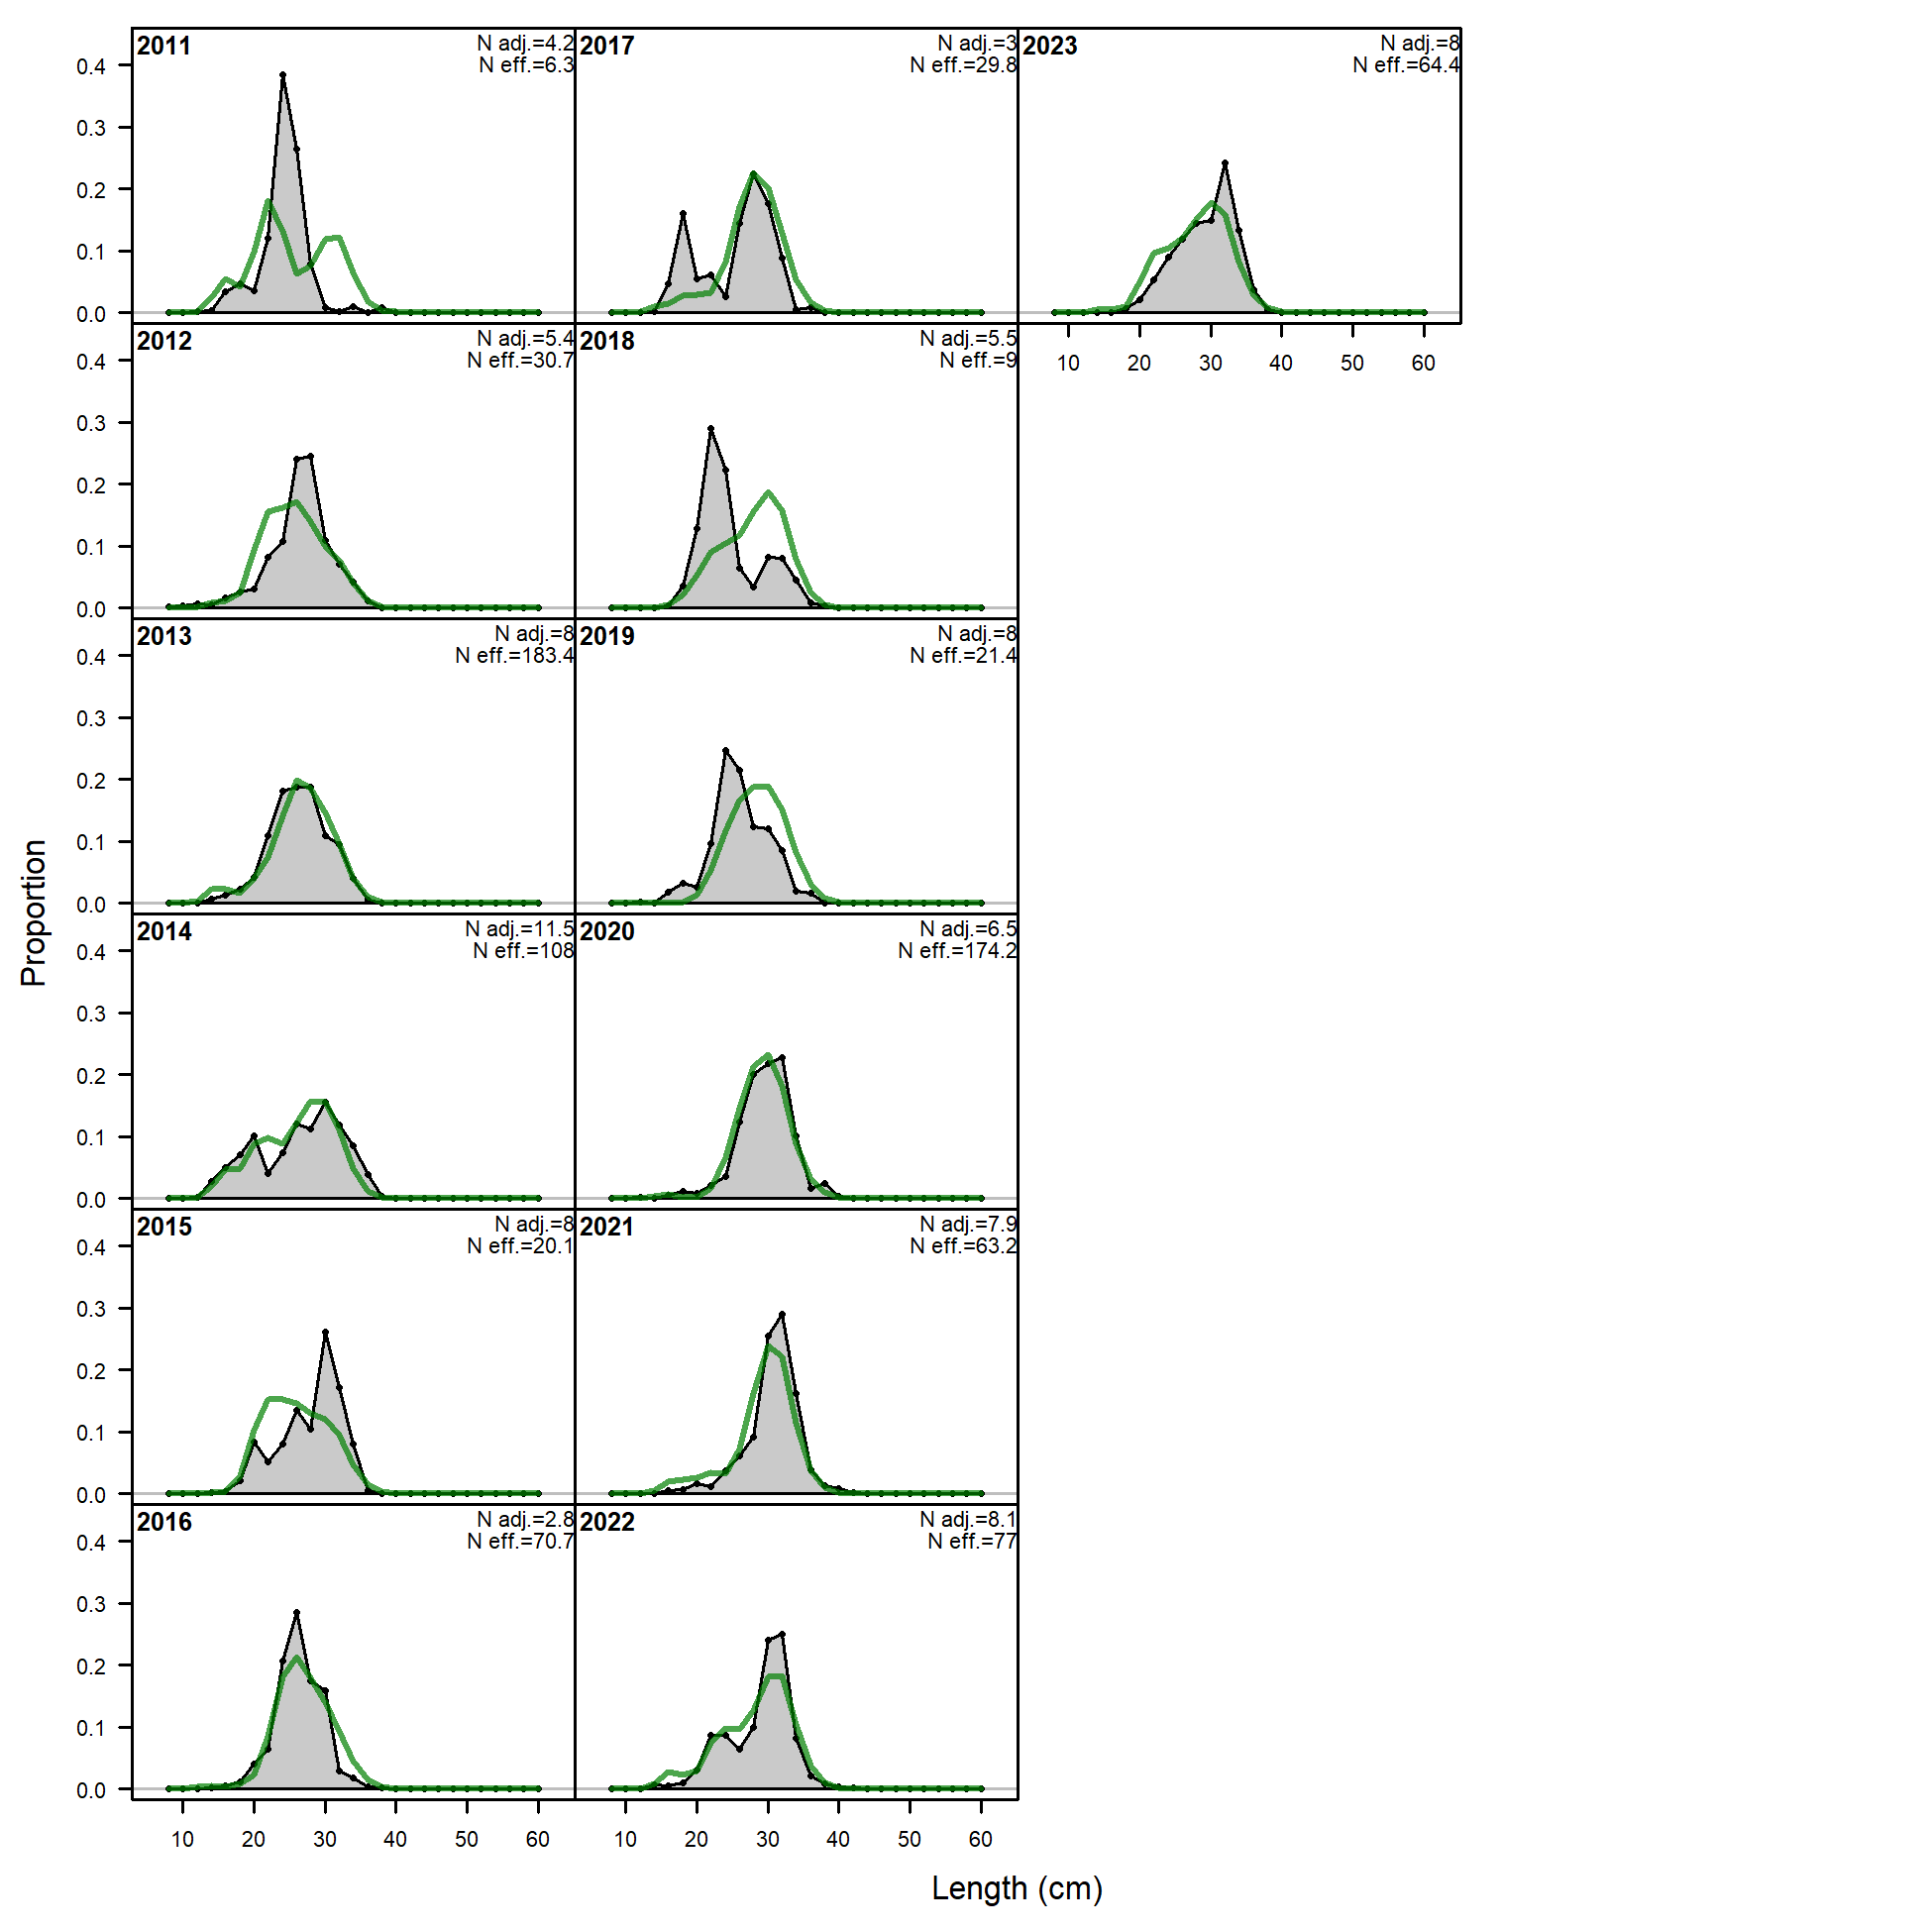 2011
N adj.=4.2
N eff.=6.3
0.4
0.3
0.2
0.1
0.0
2012
N adj.=5.4
N eff.=30.7
0.4
0.3
0.2
0.1
0.0
2013
N adj.=8
N eff.=183.4
0.4
0.3
0.2
0.1
0.0
2014
N adj.=11.5
N eff.=108
0.4
0.3
0.2
0.1
0.0
2015
N adj.=8
N eff.=20.1
0.4
0.3
0.2
0.1
0.0
2016
N adj.=2.8
N eff.=70.7
0.4
0.3
0.2
0.1
0.0
10 20 30 40 50 60
2017
N adj.=3
N eff.=29.8
2018
N adj.=5.5
N eff.=9
2019
N adj.=8
N eff.=21.4
2020
N adj.=6.5
N eff.=174.2
2021
N adj.=7.9
N eff.=63.2
2022
N adj.=8.1
N eff.=77
10 20 30 40 50 60
2023
N adj.=8
N eff.=64.4
10 20 30 40 50 60
Proportion
Length (cm)